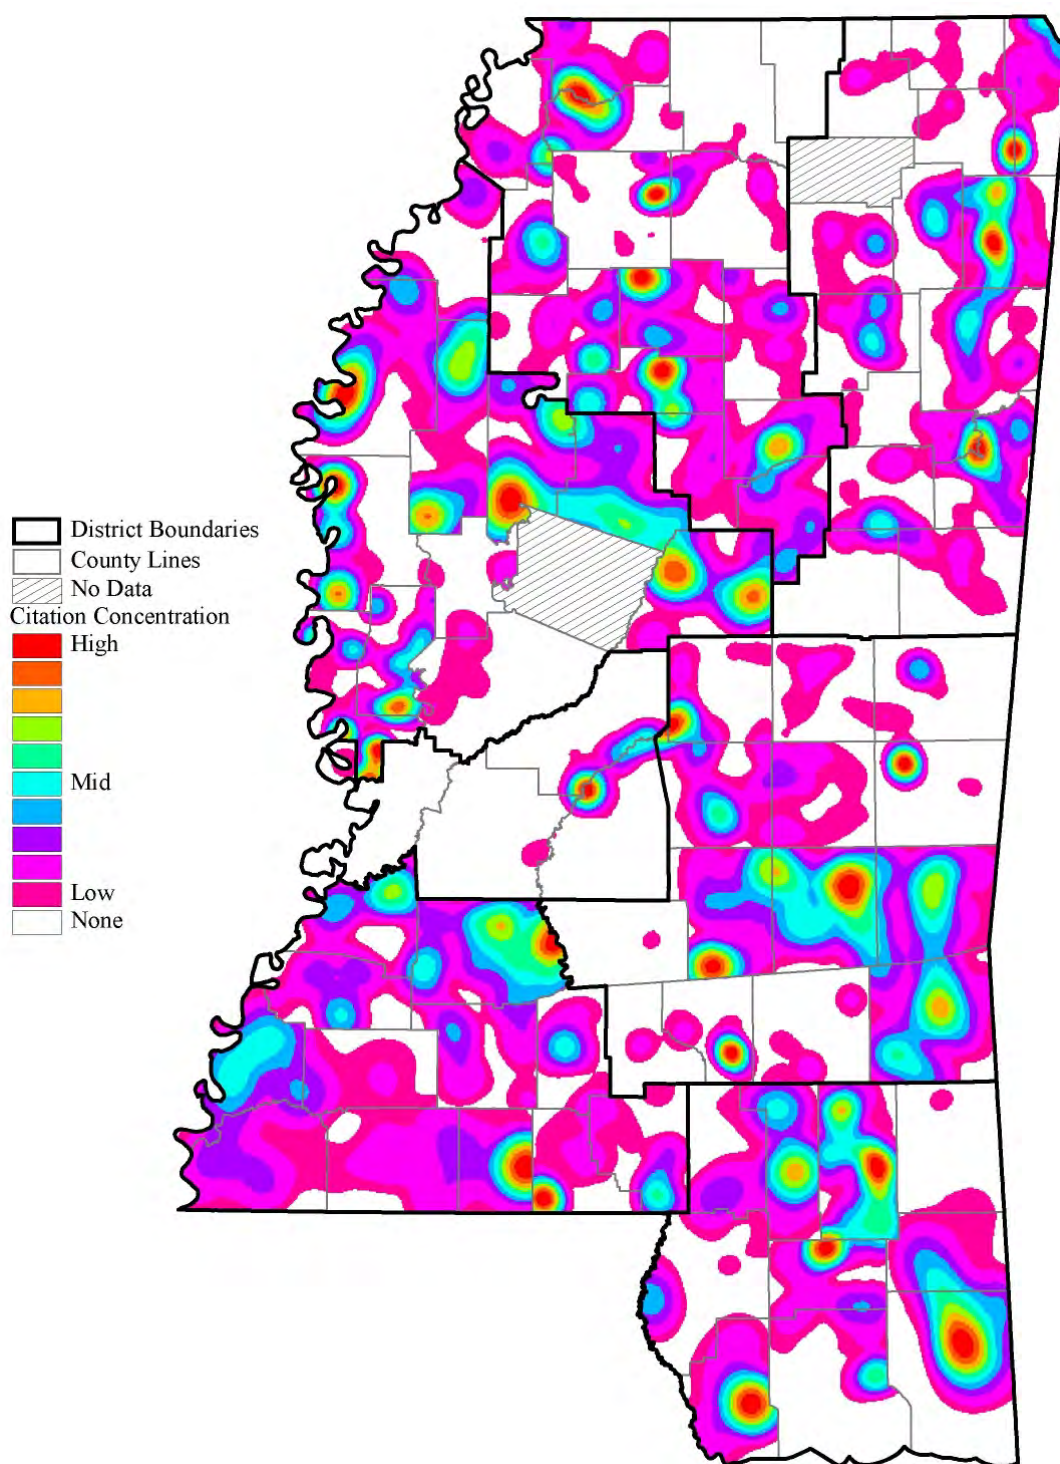 District Boundaries
County Lines
No Data
Citation Concentration
High
Mid
Low
None